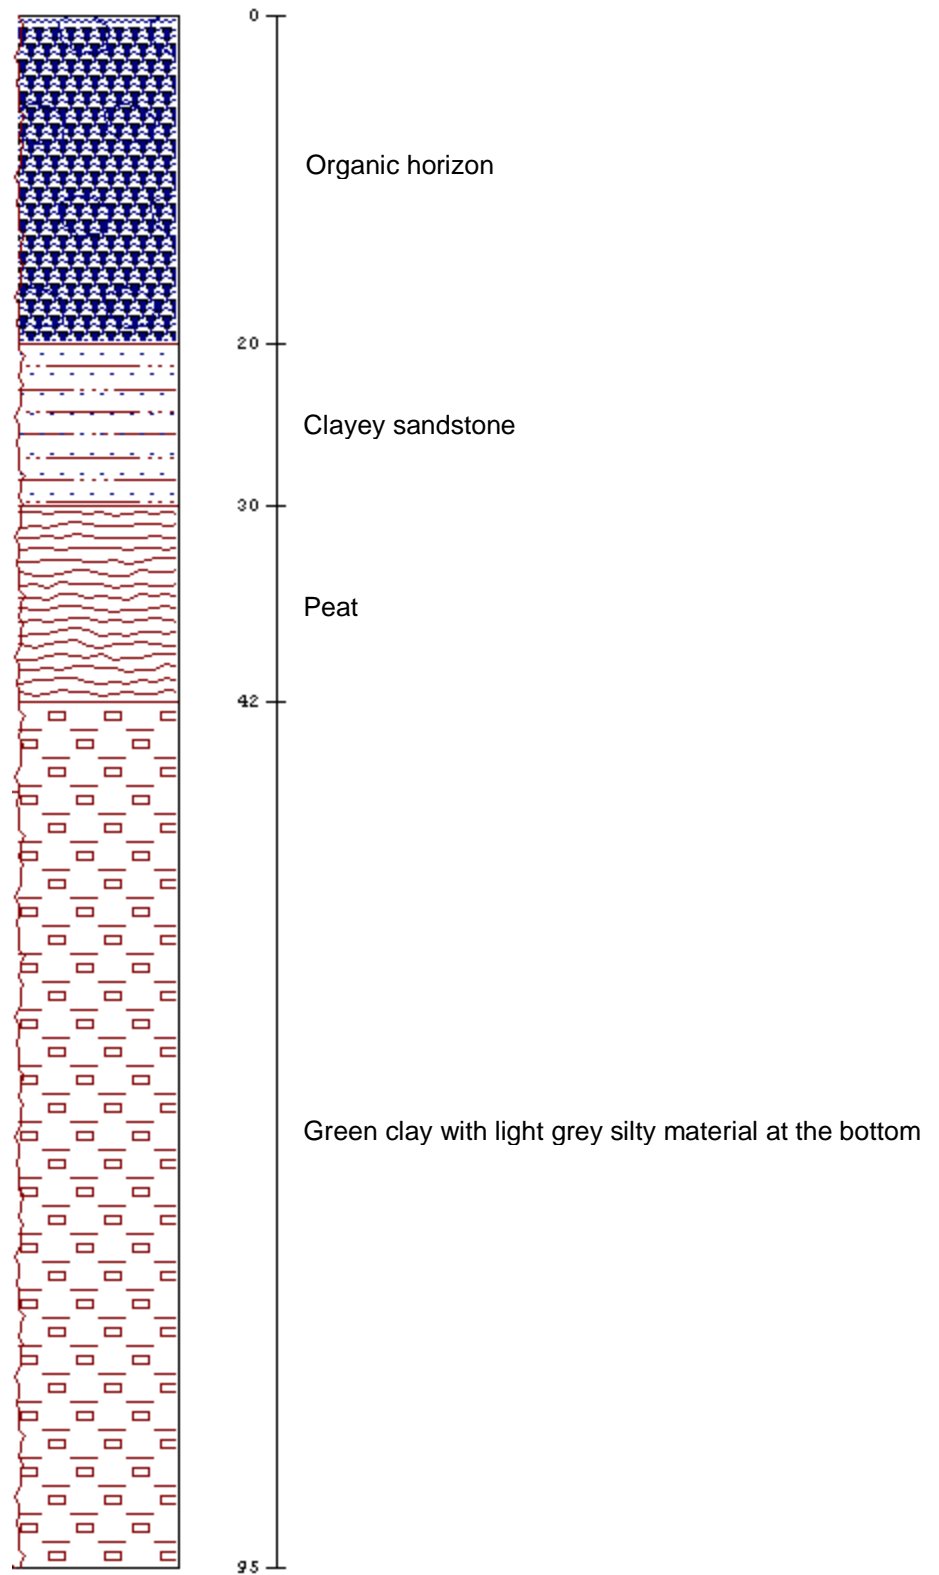 0
Organic horizon
20
Clayey sandstone
30
Peat
42
Green clay with light grey silty material at the bottom
95